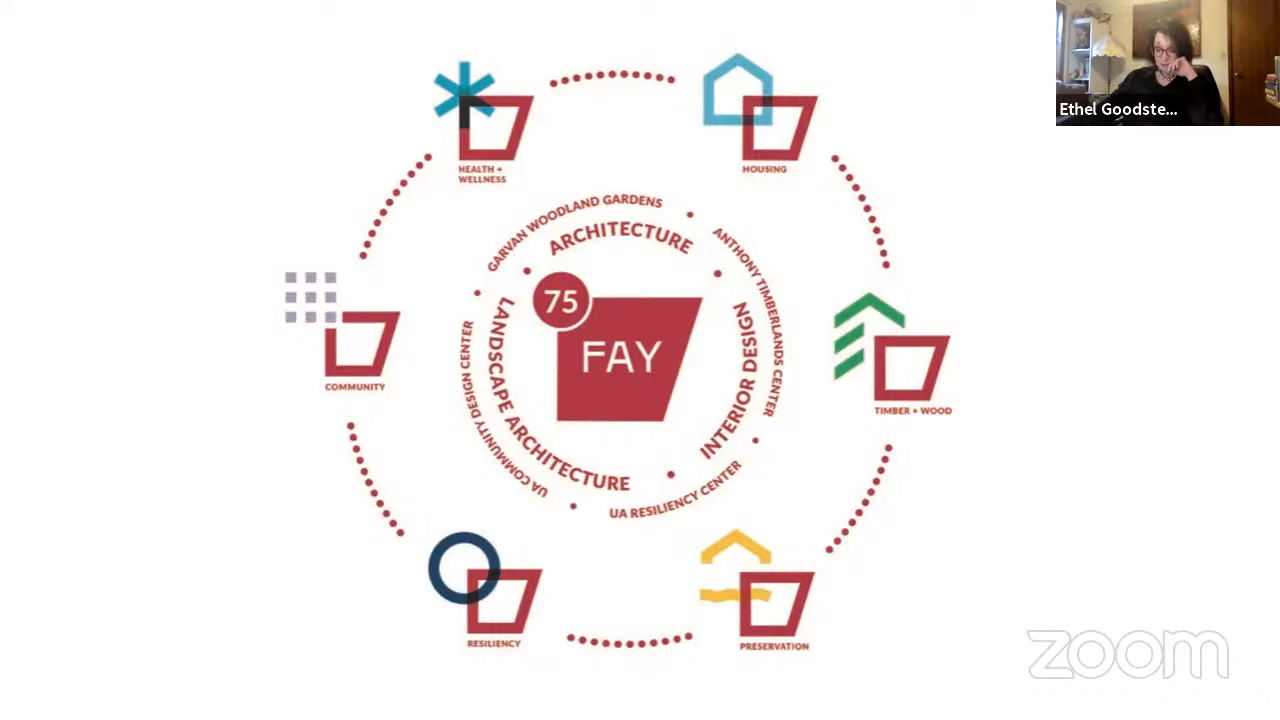 Ethel Goodste...
HEALTH +
WELLNESS
HOUSING
GARVAN WOODLAND GARDENS
ARCHITECTURE
ANTHONY TIMBERLANDS CENTER
75
FAY
LANDSCAPE ARCHITECTURE
INTERIOR DESIGN
UA COMMUNITY DESIGN CENTER
COMMUNITY
TIMBER + WOOD
UA RESILIENCY CENTER
RESILIENCY
PRESERVATION
zoom